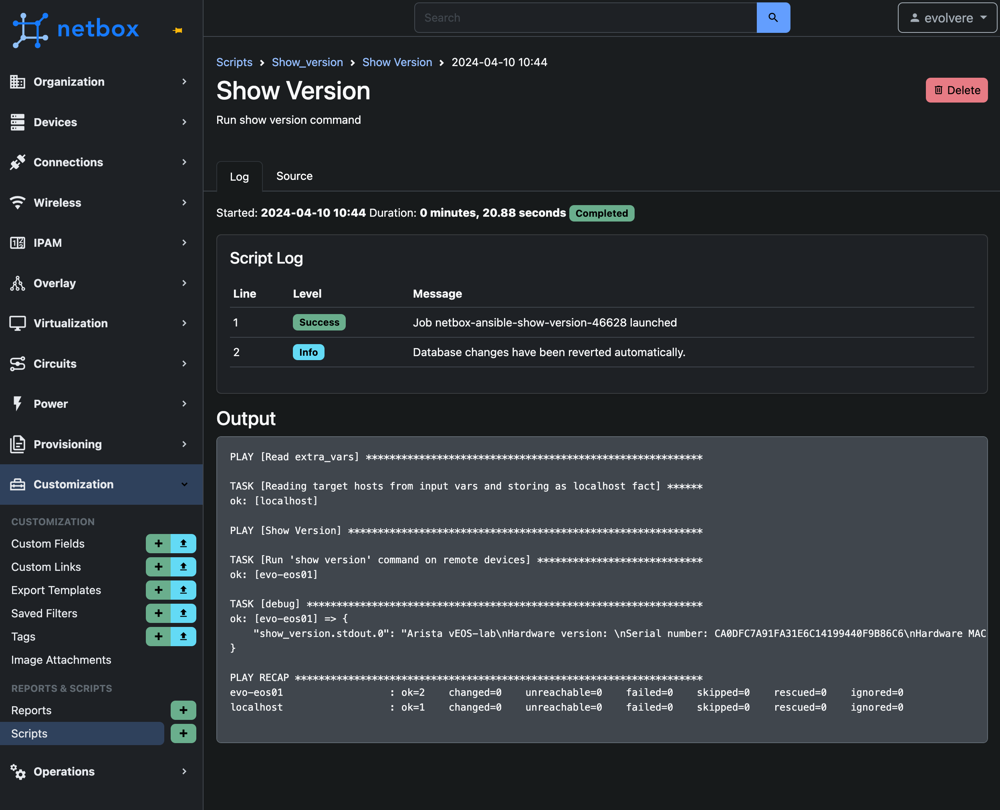 netbox
Search
evolvere
Organization
Devices
Connections
Wireless
IPAM
Overlay
Virtualization
Circuits
Power
Provisioning
Customization
CUSTOMIZATION
Custom Fields
Custom Links
Export Templates
Saved Filters
Tags
Image Attachments
REPORTS & SCRIPTS
Reports
Scripts
Operations
Scripts > Show_version > Show Version > 2024-04-10 10:44
Show Version
Delete
Run show version command
Log Source
Started: 2024-04-10 10:44 Duration: 0 minutes, 20.88 seconds Completed
Script Log
Line Level Message
1 Success Job netbox-ansible-show-version-46628 launched
2 Info Database changes have been reverted automatically.
Output
PLAY [Read extra_vars] *********************************************************
TASK [Reading target hosts from input vars and storing as localhost fact] ******
ok: [localhost]
PLAY [Show Version] ************************************************************
TASK [Run 'show version' command on remote devices] ****************************
ok: [evo-eos01]
TASK [debug] *******************************************************************
ok: [evo-eos01] => {
    "show_version.stdout.0": "Arista vEOS-lab\nHardware version: \nSerial number: CA0DFC7A91FA31E6C14199440F9B86C6\nHardware MAC
}
PLAY RECAP *********************************************************************
evo-eos01                  : ok=2    changed=0    unreachable=0    failed=0    skipped=0    rescued=0    ignored=0
localhost                  : ok=1    changed=0    unreachable=0    failed=0    skipped=0    rescued=0    ignored=0